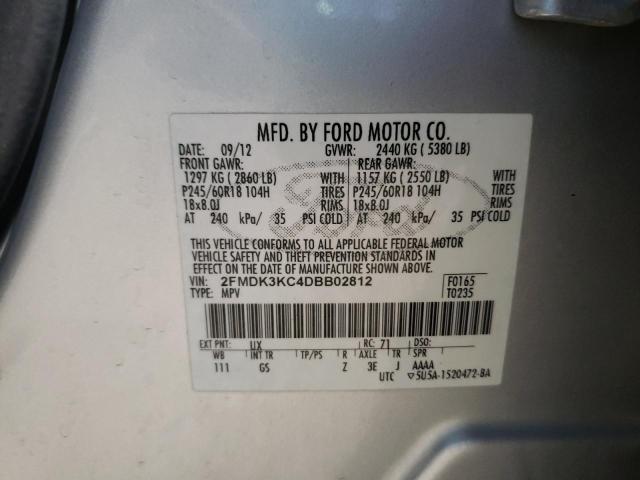 MFD. BY FORD MOTOR CO.
DATE: 09/12 GVWR: 2440 KG ( 5380 LB)
FRONT GAWR: REAR GAWR:
1297 KG ( 2860 LB) WITH 1157 KG ( 2550 LB) WITH
P245/60R18 104H TIRES P245/60R18 104H TIRES
18x8.0J RIMS 18x8.0J RIMS
AT 240 kPa/ 35 PSI COLD AT 240 kPa/ 35 PSI COLD
THIS VEHICLE CONFORMS TO ALL APPLICABLE FEDERAL MOTOR
VEHICLE SAFETY AND THEFT PREVENTION STANDARDS IN
EFFECT ON THE DATE OF MANUFACTURE SHOWN ABOVE.
VIN: 2FMDK3KC4DBB02812 F0165
TYPE: MPV T0235
EXT PNT: UX RC: 71 DSO:
WB INT TR TP/PS R AXLE TR SPR
111 GS Z 3E J AAAA
UTC ▽5U5A-1520472-BA
Ford